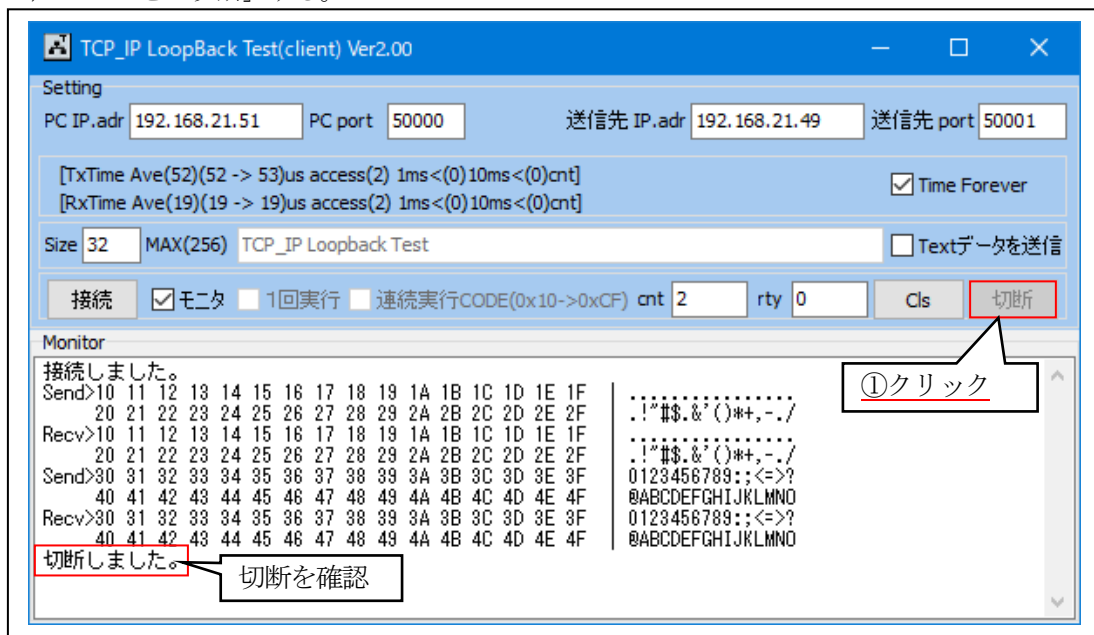 TCP_IP LoopBack Test(client) Ver2.00
Setting
PC IP.adr 192.168.21.51 PC port 50000 送信先 IP.adr 192.168.21.49 送信先 port 50001
[TxTime Ave(52)(52 -> 53)us access(2) 1ms<(0)10ms<(0)cnt]
[RxTime Ave(19)(19 -> 19)us access(2) 1ms<(0)10ms<(0)cnt]
Time Forever
Size 32 MAX(256) TCP_IP Loopback Test Textデータを送信
接続 モニタ 1回実行 連続実行CODE(0x10->0xCF) cnt 2 rty 0 Cls 切断
Monitor
①クリック
接続しました。
Send>10 11 12 13 14 15 16 17 18 19 1A 1B 1C 1D 1E 1F | ................
20 21 22 23 24 25 26 27 28 29 2A 2B 2C 2D 2E 2F | .!"#$.&'()*+,-./
Recv>10 11 12 13 14 15 16 17 18 19 1A 1B 1C 1D 1E 1F | ................
20 21 22 23 24 25 26 27 28 29 2A 2B 2C 2D 2E 2F | .!"#$.&'()*+,-./
Send>30 31 32 33 34 35 36 37 38 39 3A 3B 3C 3D 3E 3F | 0123456789:;<=>?
40 41 42 43 44 45 46 47 48 49 4A 4B 4C 4D 4E 4F | @ABCDEFGHIJKLMNO
Recv>30 31 32 33 34 35 36 37 38 39 3A 3B 3C 3D 3E 3F | 0123456789:;<=>?
40 41 42 43 44 45 46 47 48 49 4A 4B 4C 4D 4E 4F | @ABCDEFGHIJKLMNO
切断しました。
切断を確認